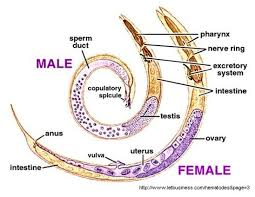 pharynx
sperm
duct
nerve ring
MALE
excretory
system
copulatory
spicule
intestine
testis
anus
ovary
uterus
vulva
FEMALE
intestine
http://www.letbusiness.com/nematodes&page=3